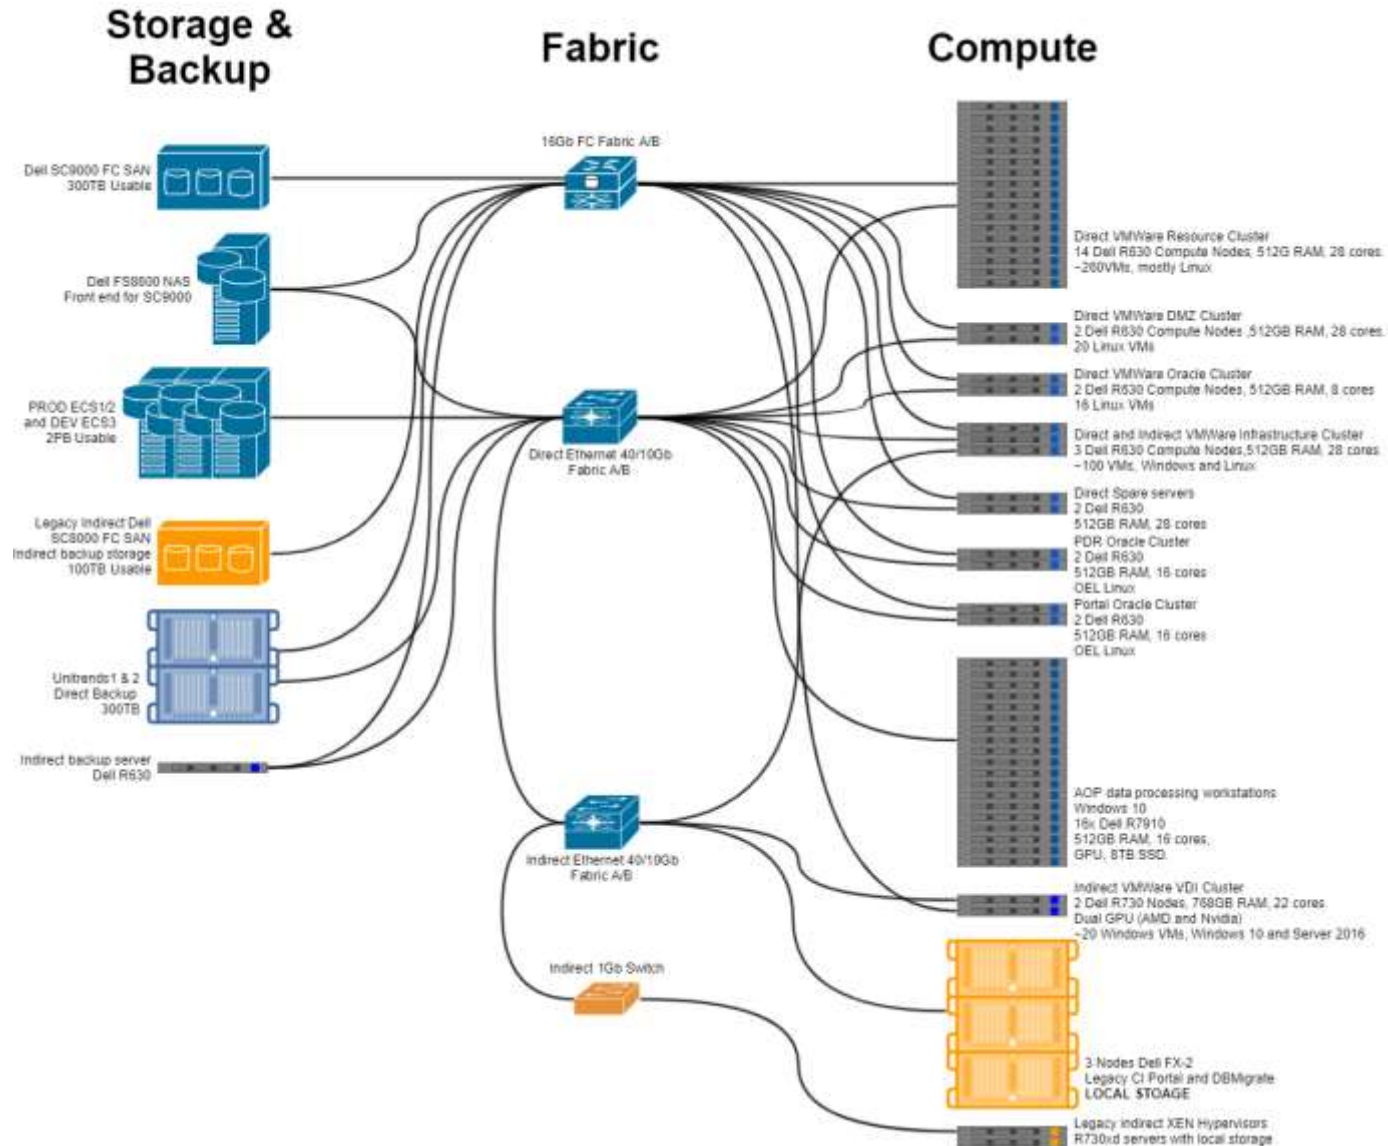 Storage &
Backup
Fabric
Compute
Dell SC9000 FC SAN
300TB Usable
Dell FS8600 NAS
Front end for SC9000
PROD ECS1/2
and DEV ECS3
2PB Usable
Legacy Indirect Dell
SC8000 FC SAN
Indirect backup storage
100TB Usable
Unitrends1 & 2
Direct Backup
300TB
Indirect backup server
Dell R630
16Gb FC Fabric A/B
Direct Ethernet 40/10Gb
Fabric A/B
Indirect Ethernet 40/10Gb
Fabric A/B
Indirect 1Gb Switch
Direct VMWare Resource Cluster
14 Dell R630 Compute Nodes, 512G RAM, 28 cores
~260VMs, mostly Linux
Direct VMWare DMZ Cluster
2 Dell R630 Compute Nodes ,512GB RAM, 28 cores
20 Linux VMs
Direct VMWare Oracle Cluster
2 Dell R630 Compute Nodes, 512GB RAM, 8 cores
16 Linux VMs
Direct and Indirect VMWare Infrastructure Cluster
3 Dell R630 Compute Nodes,512GB RAM, 28 cores
~100 VMs, Windows and Linux
Direct Spare servers
2 Dell R630
512GB RAM, 28 cores
PDR Oracle Cluster
2 Dell R630
512GB RAM, 16 cores
OEL Linux
Portal Oracle Cluster
2 Dell R630
512GB RAM, 16 cores
OEL Linux
AOP data processing workstations
Windows 10
16x Dell R7910
512GB RAM, 16 cores,
GPU, 8TB SSD
Indirect VMWare VDI Cluster
2 Dell R730 Nodes, 768GB RAM, 22 cores
Dual GPU (AMD and Nvidia)
~20 Windows VMs, Windows 10 and Server 2016
3 Nodes Dell FX-2
Legacy CI Portal and DBMigrate
LOCAL STOAGE
Legacy Indirect XEN Hypervisors
R730xd servers with local storage